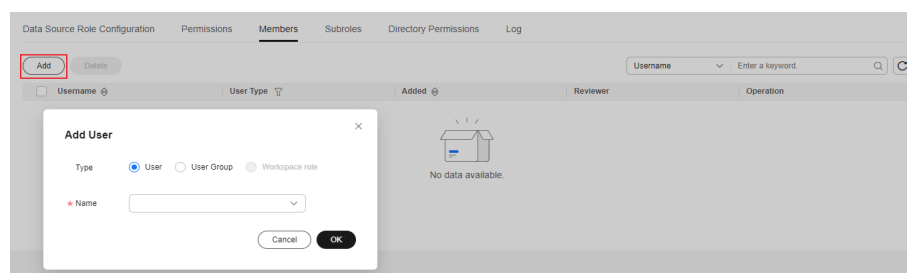 Data Source Role Configuration Permissions Members Subroles Directory Permissions Log
Add Delete Username Enter a keyword.
Username User Type Added Reviewer Operation
Add User
Type User User Group Workspace role
No data available.
* Name
Cancel OK